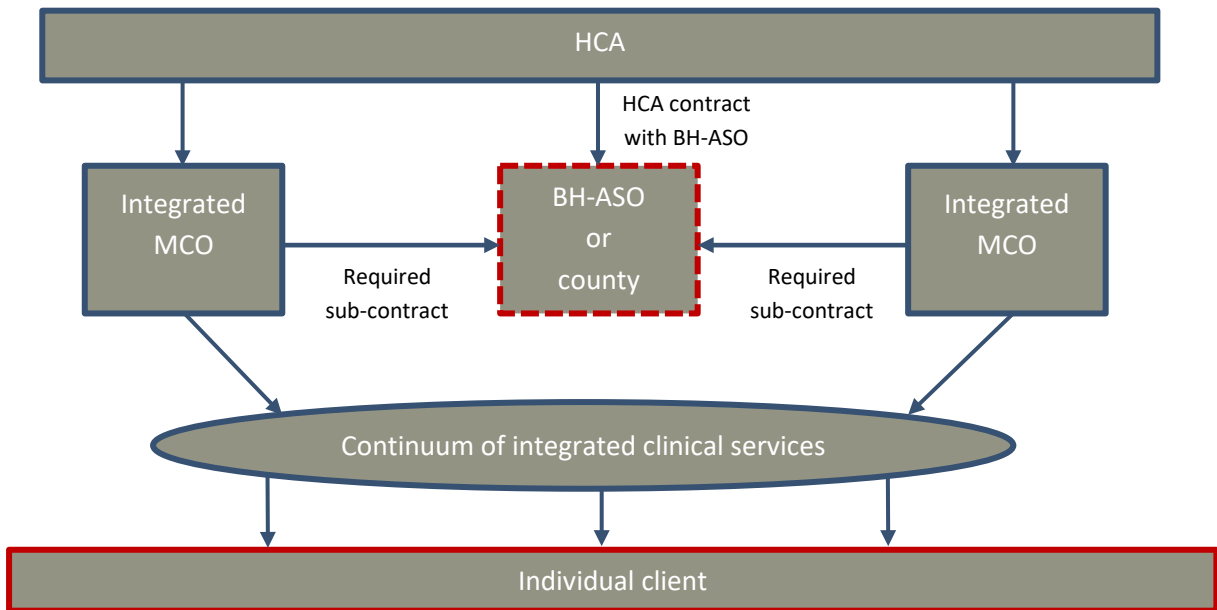 HCA
HCA contract
with BH-ASO
Integrated
MCO
BH-ASO
or
county
Integrated
MCO
Required
sub-contract
Required
sub-contract
Continuum of integrated clinical services
Individual client